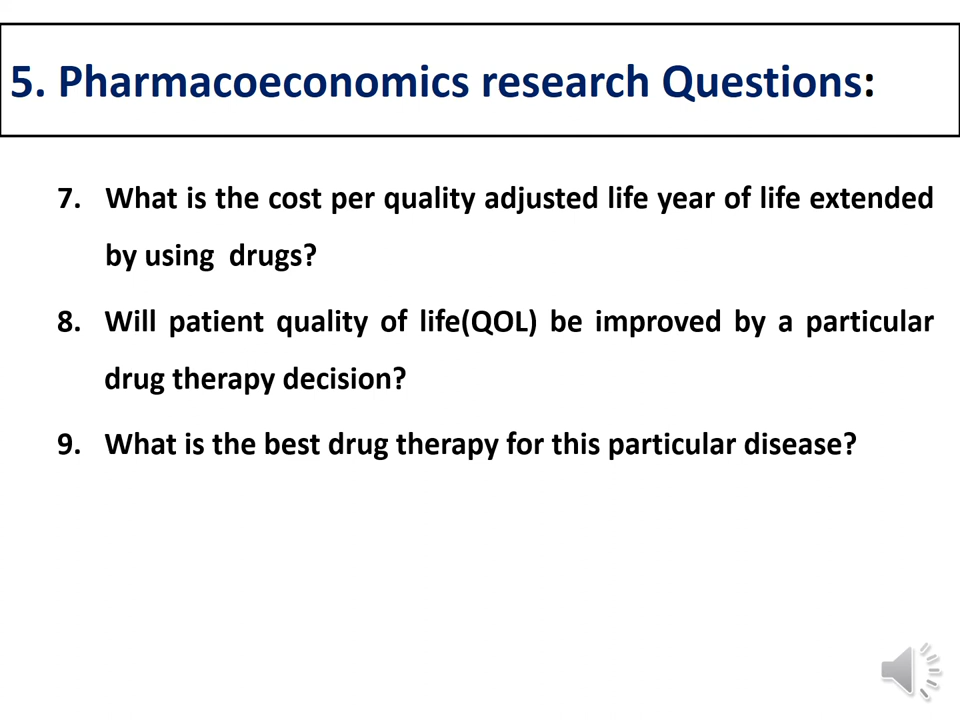 5. Pharmacoeconomics research Questions:
7. What is the cost per quality adjusted life year of life extended
by using drugs?
8. Will patient quality of life(QOL) be improved by a particular
drug therapy decision?
9. What is the best drug therapy for this particular disease?